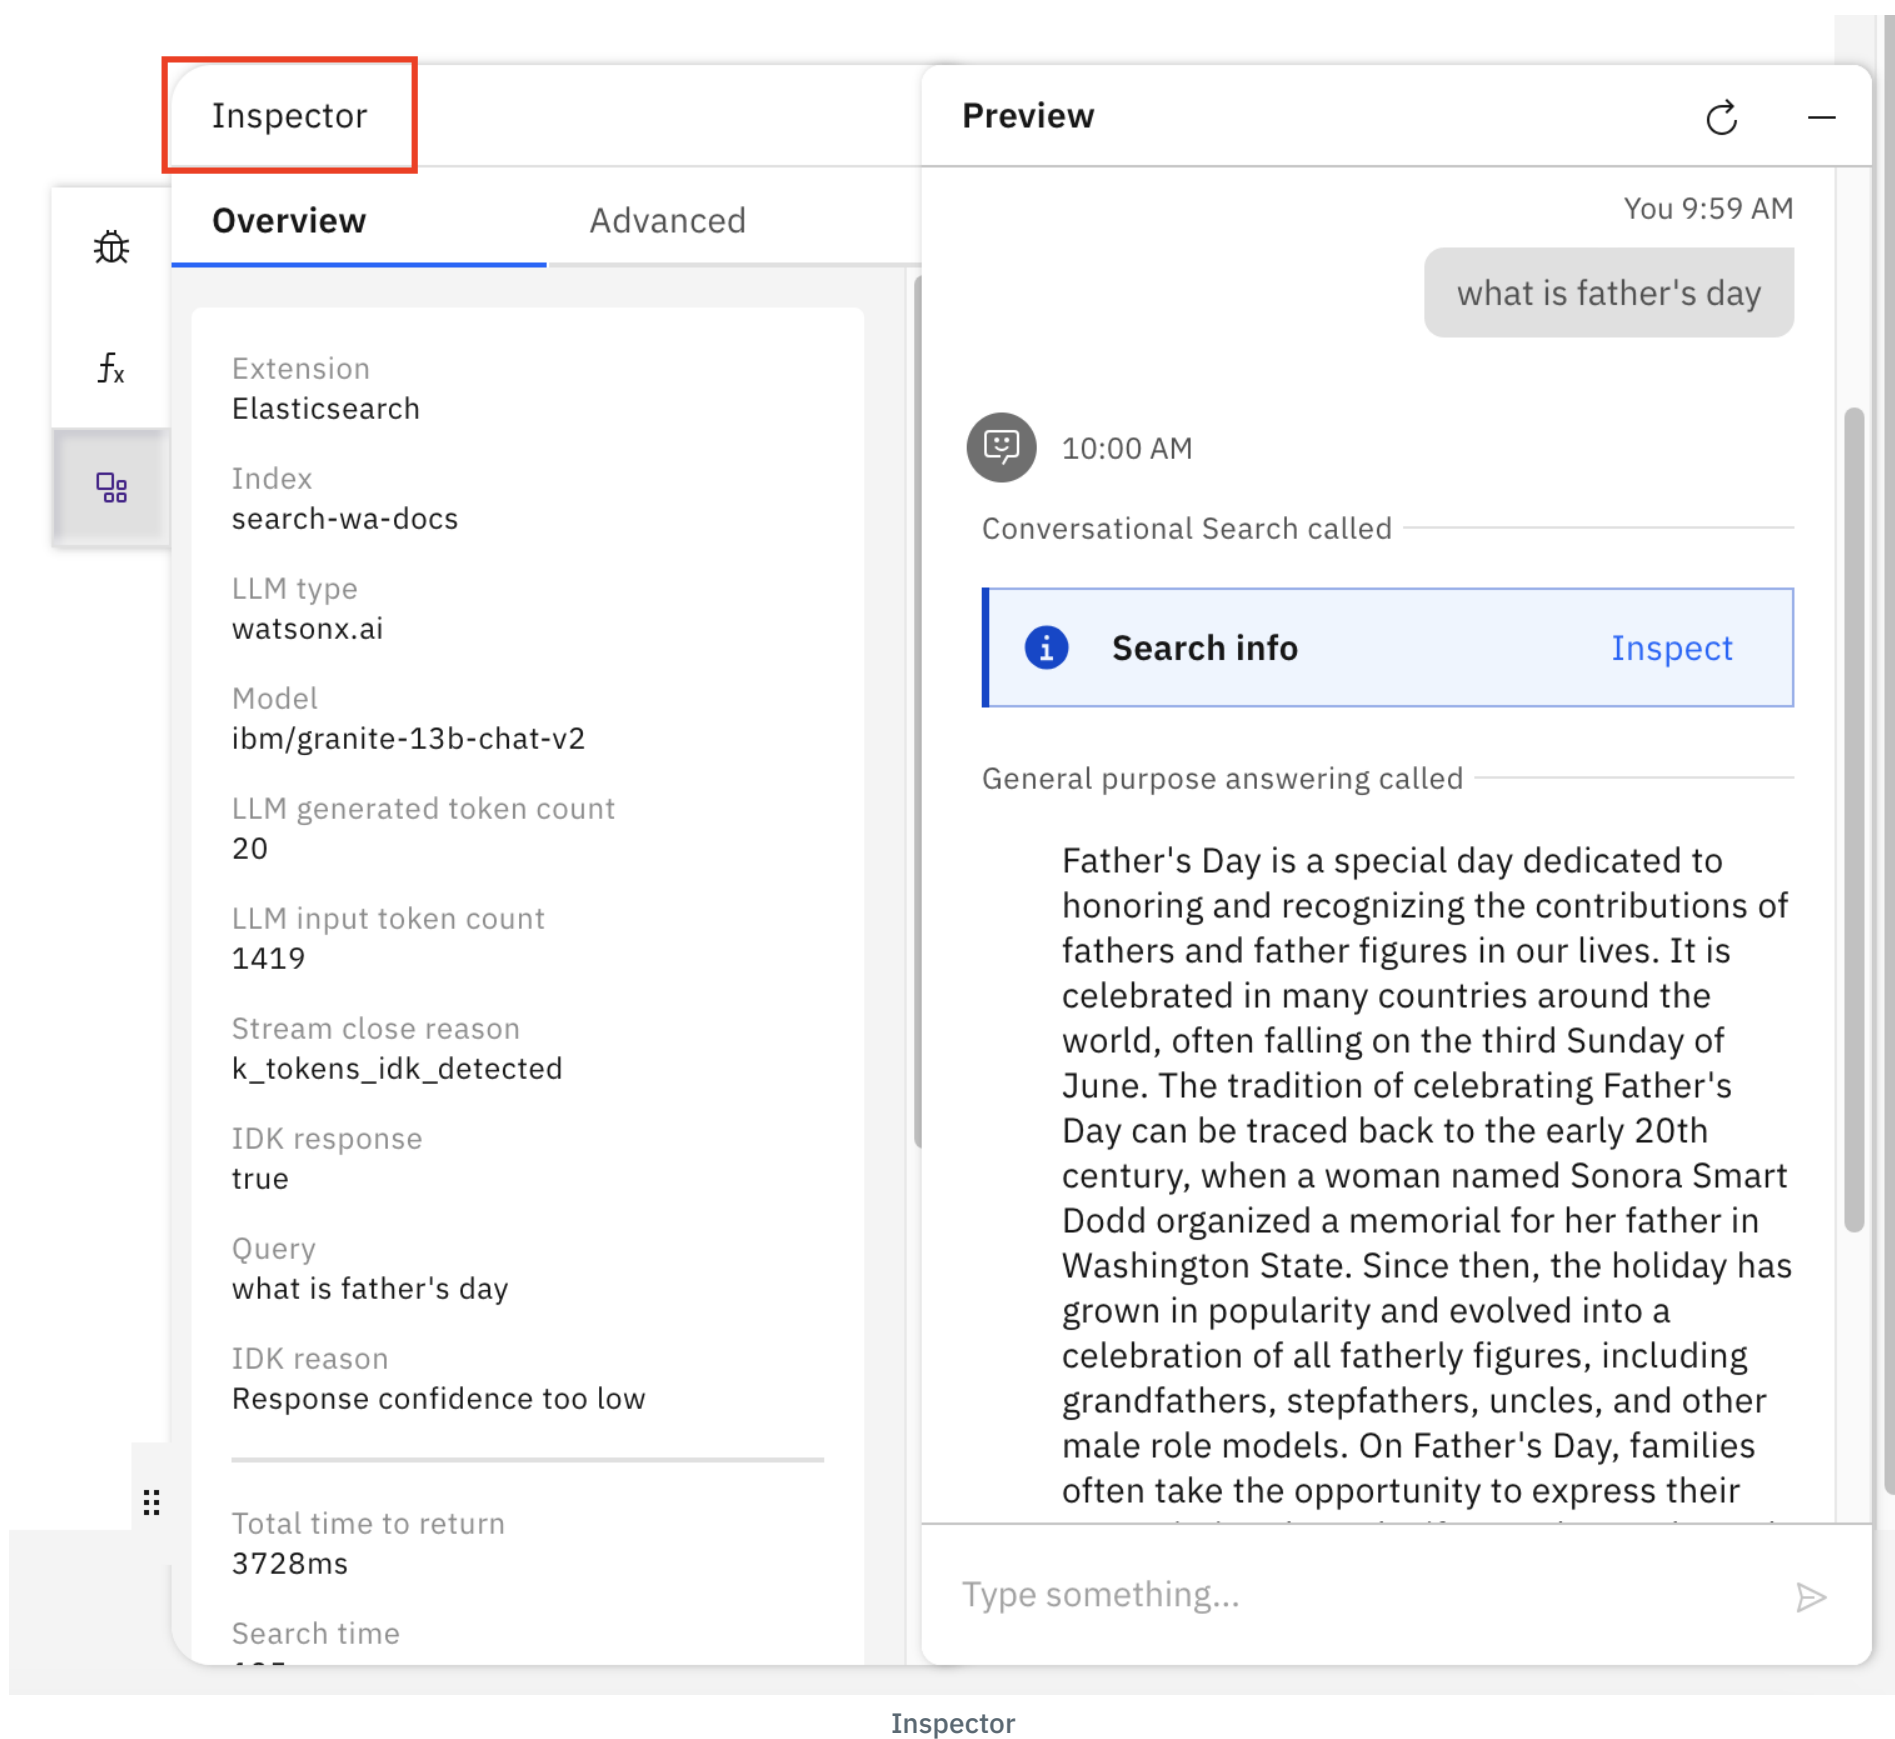 Inspector
Overview
Advanced
fx
Extension
Elasticsearch
Index
search-wa-docs
LLM type
watsonx.ai
Model
ibm/granite-13b-chat-v2
LLM generated token count
20
LLM input token count
1419
Stream close reason
k_tokens_idk_detected
IDK response
true
Query
what is father's day
IDK reason
Response confidence too low
Total time to return
3728ms
Search time
Preview
You 9:59 AM
what is father's day
10:00 AM
Conversational Search called
Search info
Inspect
General purpose answering called
Father's Day is a special day dedicated to
honoring and recognizing the contributions of
fathers and father figures in our lives. It is
celebrated in many countries around the
world, often falling on the third Sunday of
June. The tradition of celebrating Father's
Day can be traced back to the early 20th
century, when a woman named Sonora Smart
Dodd organized a memorial for her father in
Washington State. Since then, the holiday has
grown in popularity and evolved into a
celebration of all fatherly figures, including
grandfathers, stepfathers, uncles, and other
male role models. On Father's Day, families
often take the opportunity to express their
Type something...
Inspector